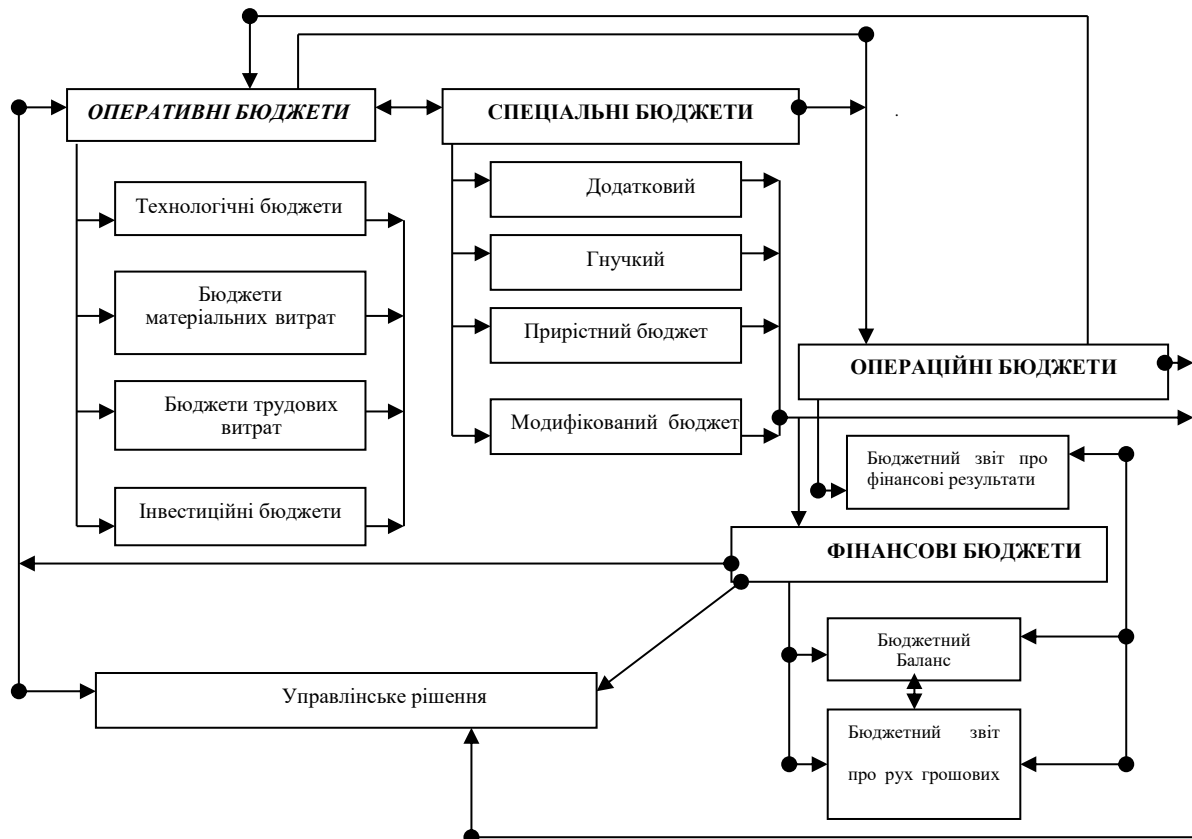 ОПЕРАТИВНІ БЮДЖЕТИ
СПЕЦІАЛЬНІ БЮДЖЕТИ
.
Технологічні бюджети
Бюджети
матеріальних витрат
Бюджети трудових
витрат
Інвестиційні бюджети
Додатковий
Гнучкий
Прирістний бюджет
Модифікований бюджет
ОПЕРАЦІЙНІ БЮДЖЕТИ
Бюджетний звіт про
фінансові результати
ФІНАНСОВІ БЮДЖЕТИ
Бюджетний
Баланс
Бюджетний звіт
про рух грошових
Управлінське рішення